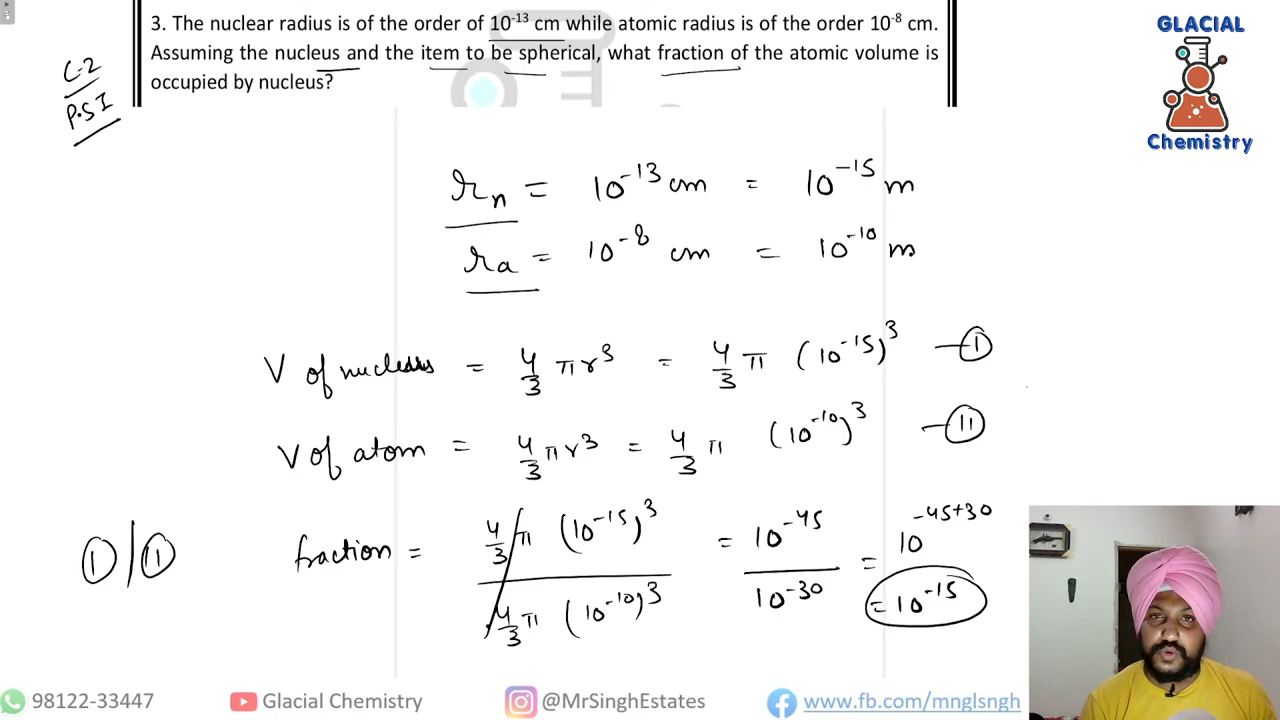 3. The nuclear radius is of the order of 10⁻¹³ cm while atomic radius is of the order 10⁻⁸ cm.
Assuming the nucleus and the item to be spherical, what fraction of the atomic volume is
occupied by nucleus?
GLACIAL
Chemistry
C-2
P.S I
rₙ = 10⁻¹³ cm = 10⁻¹⁵ m
rₐ = 10⁻⁸ cm = 10⁻¹⁰ m
V of nucleus = 4/3 πr³ = 4/3 π (10⁻¹⁵)³ — I
V of atom = 4/3 πr³ = 4/3 π (10⁻¹⁰)³ — II
I/II fraction = 4/3 π (10⁻¹⁵)³ / 4/3 π (10⁻¹⁰)³ = 10⁻⁴⁵ / 10⁻³⁰ = 10⁻⁴⁵⁺³⁰
= 10⁻¹⁵
98122-33447 Glacial Chemistry @MrSinghEstates www.fb.com/mnglsngh